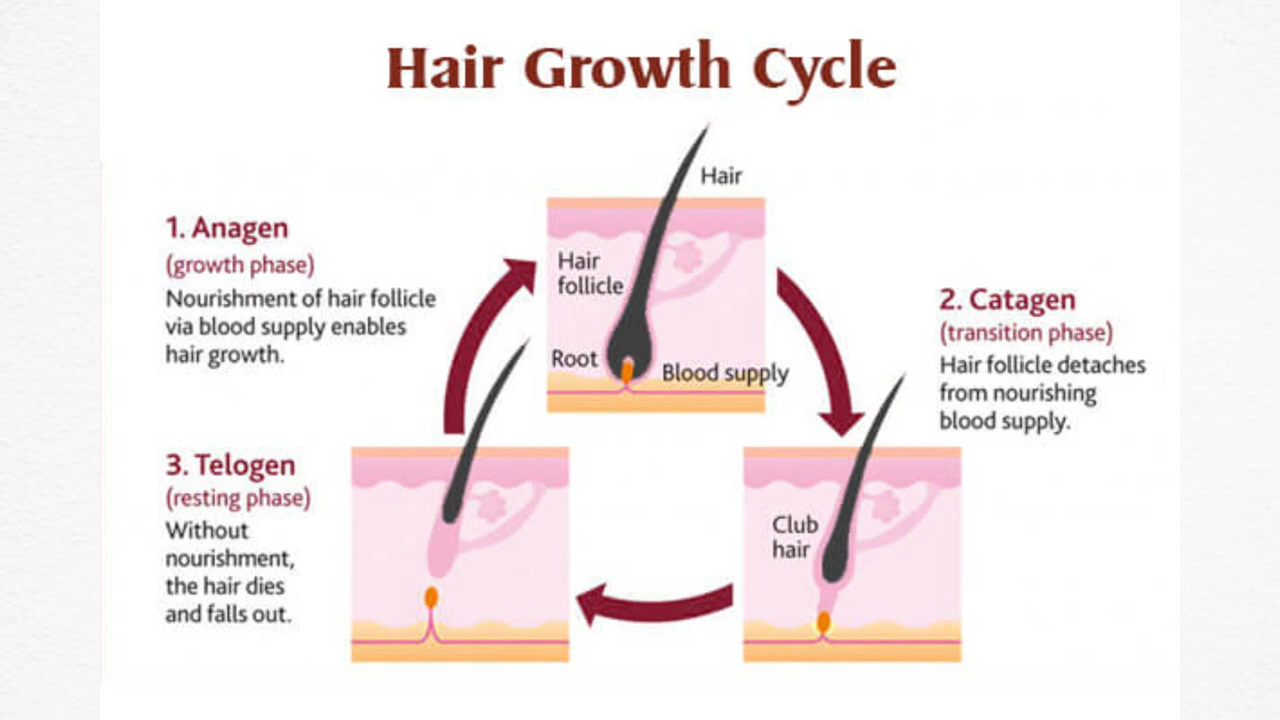 Hair Growth Cycle
1. Anagen
(growth phase)
Nourishment of hair follicle
via blood supply enables
hair growth.
Hair
Hair
follicle
Root
Blood supply
2. Catagen
(transition phase)
Hair follicle detaches
from nourishing
blood supply.
Club
hair
3. Telogen
(resting phase)
Without
nourishment,
the hair dies
and falls out.